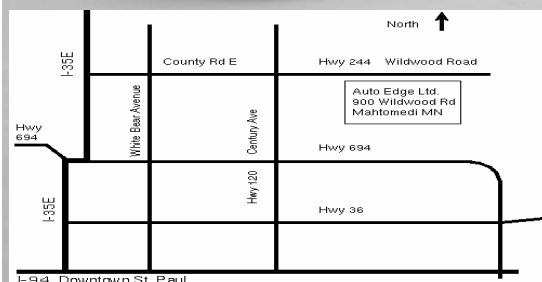 North
I-35E
County Rd E
Hwy 244 Wildwood Road
Auto Edge Ltd.
900 Wildwood Rd
Mahtomedi MN
White Bear Avenue
Century Ave
Hwy
694
Hwy 694
Hwy 120
I-35E
Hwy 36
I-94 Downtown St. Paul